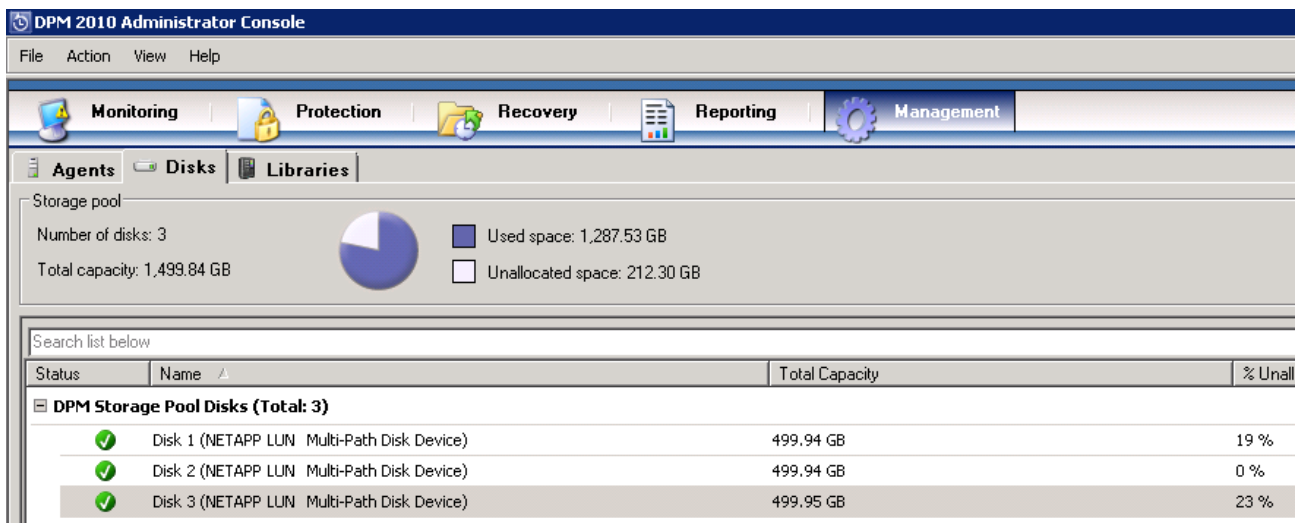 DPM 2010 Administrator Console
File Action View Help
Monitoring Protection Recovery Reporting Management
Agents Disks Libraries
Storage pool
Number of disks: 3 Used space: 1,287.53 GB
Total capacity: 1,499.84 GB Unallocated space: 212.30 GB
Search list below
Status Name Total Capacity % Unall
DPM Storage Pool Disks (Total: 3)
Disk 1 (NETAPP LUN Multi-Path Disk Device) 499.94 GB 19 %
Disk 2 (NETAPP LUN Multi-Path Disk Device) 499.94 GB 0 %
Disk 3 (NETAPP LUN Multi-Path Disk Device) 499.95 GB 23 %